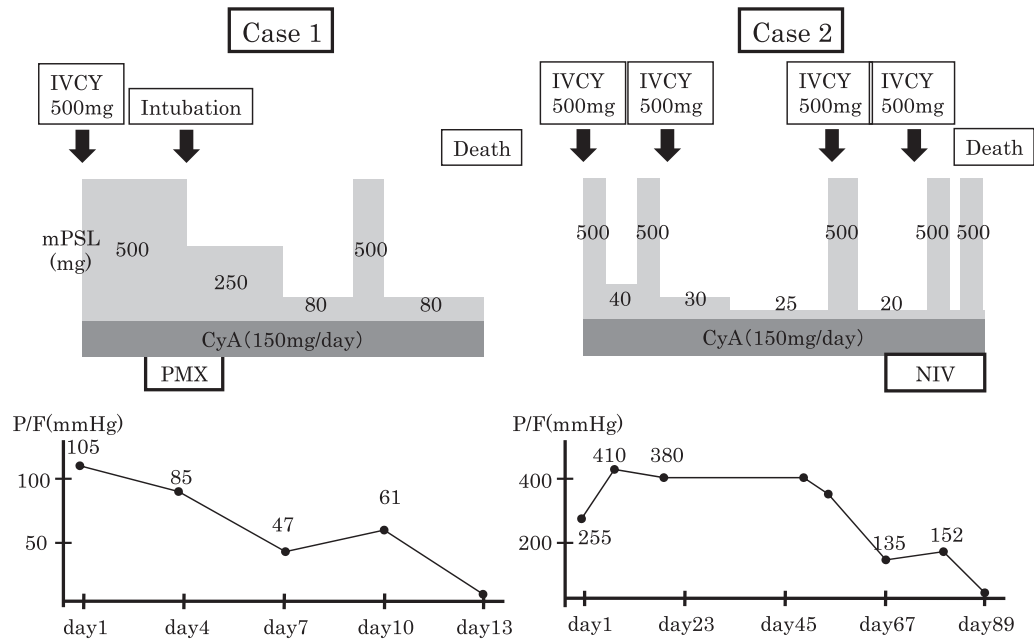 Case 1
IVCY
500mg
Intubation
Death
mPSL
(mg)
500
250
80
500
80
CyA(150mg/day)
PMX
P/F(mmHg)
105
85
47
61
100
50
day1
day4
day7
day10
day13
Case 2
IVCY
500mg
IVCY
500mg
IVCY
500mg
IVCY
500mg
Death
500
40
500
30
25
500
20
500
500
CyA(150mg/day)
NIV
P/F(mmHg)
410
380
255
135
152
400
200
day1
day23
day45
day67
day89